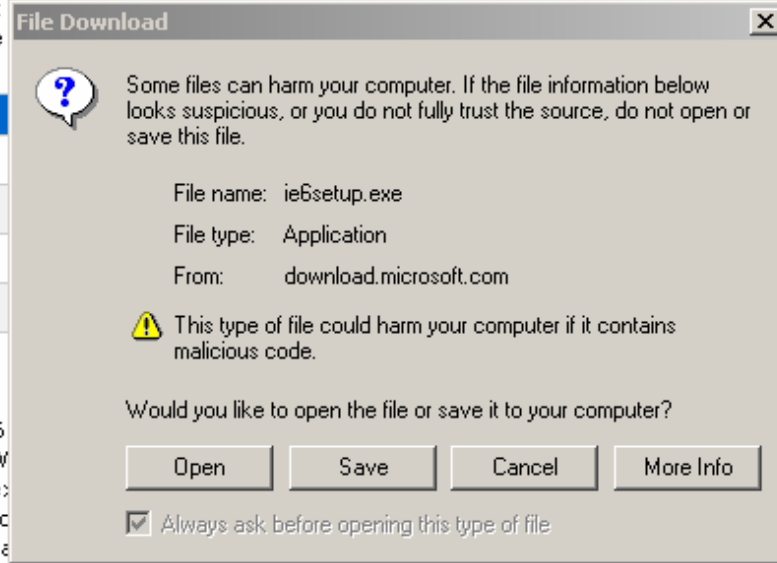 File Download
Some files can harm your computer. If the file information below
looks suspicious, or you do not fully trust the source, do not open or
save this file.
File name: ie6setup.exe
File type: Application
From: download.microsoft.com
This type of file could harm your computer if it contains
malicious code.
Would you like to open the file or save it to your computer?
Open Save Cancel More Info
Always ask before opening this type of file